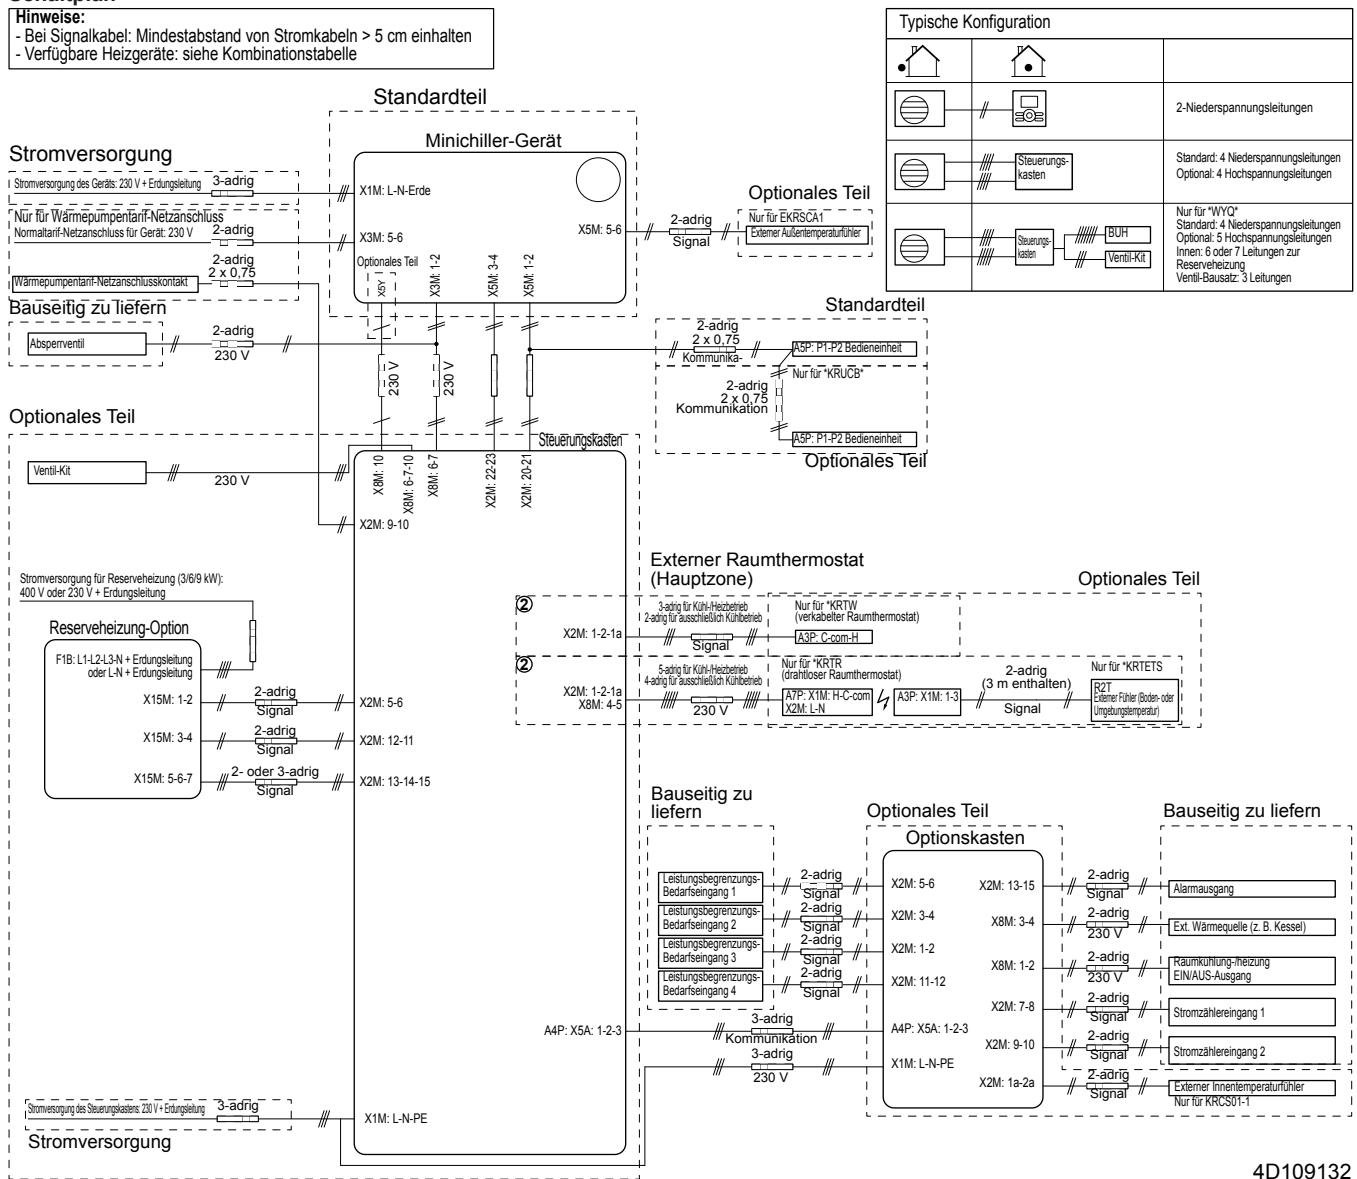 Hinweise:
- Bei Signalkabel: Mindestabstand von Stromkabeln > 5 cm einhalten
- Verfügbare Heizgeräte: siehe Kombinationstabelle
Typische Konfiguration
2-Niederspannungsleitungen
Steuerungs-
kasten
Standard: 4 Niederspannungsleitungen
Optional: 4 Hochspannungsleitungen
Steuerungs-
kasten
BUH
Ventil-Kit
Nur für *WYQ*
Standard: 4 Niederspannungsleitungen
Optional: 5 Hochspannungsleitungen
Innen: 6 oder 7 Leitungen zur
Reserveheizung
Ventil-Bausatz: 3 Leitungen
Standardteil
Minichiller-Gerät
X1M: L-N-Erde
X3M: 5-6
X5M: 5-6
Optionales Teil
X5Y
X3M: 1-2
X5M: 3-4
X5M: 1-2
Stromversorgung
Stromversorgung des Geräts: 230 V + Erdungsleitung
3-adrig
Nur für Wärmepumpentarif-Netzanschluss
Normaltarif-Netzanschluss für Gerät: 230 V
2-adrig
2-adrig
2 x 0,75
Wärmepumpentarif-Netzanschlusskontakt
Bauseitig zu liefern
Absperrventil
2-adrig
230 V
230 V
230 V
Optionales Teil
2-adrig
Signal
Nur für EKRSCA1
Externer Außentemperaturfühler
Standardteil
2-adrig
2 x 0,75
Kommunika-
A5P: P1-P2 Bedieneinheit
Nur für *KRUCB*
2-adrig
2 x 0,75
Kommunikation
A5P: P1-P2 Bedieneinheit
Optionales Teil
Optionales Teil
Steuerungskasten
Ventil-Kit
230 V
X8M: 10
X8M: 6-7-10
X8M: 6-7
X2M: 22-23
X2M: 20-21
X2M: 9-10
Stromversorgung für Reserveheizung (3/6/9 kW):
400 V oder 230 V + Erdungsleitung
Reserveheizung-Option
F1B: L1-L2-L3-N + Erdungsleitung
oder L-N + Erdungsleitung
X15M: 1-2
2-adrig
Signal
X2M: 5-6
X15M: 3-4
2-adrig
Signal
X2M: 12-11
X15M: 5-6-7
2- oder 3-adrig
Signal
X2M: 13-14-15
Externer Raumthermostat
(Hauptzone)
Optionales Teil
2
X2M: 1-2-1a
3-adrig für Kühl-/Heizbetrieb
2-adrig für ausschließlich Kühlbetrieb
Signal
Nur für *KRTW
(verkabelter Raumthermostat)
A3P: C-com-H
2
X2M: 1-2-1a
X8M: 4-5
5-adrig für Kühl-/Heizbetrieb
4-adrig für ausschließlich Kühlbetrieb
230 V
Nur für *KRTR
(drahtloser Raumthermostat)
A7P: X1M: H-C-com
X2M: L-N
A3P: X1M: 1-3
2-adrig
(3 m enthalten)
Signal
Nur für *KRTETS
R2T
Externer Fühler (Boden- oder
Umgebungstemperatur)
Bauseitig zu
liefern
Optionales Teil
Optionskasten
Bauseitig zu liefern
Leistungsbegrenzungs-
Bedarfseingang 1
2-adrig
Signal
X2M: 5-6
Leistungsbegrenzungs-
Bedarfseingang 2
2-adrig
Signal
X2M: 3-4
Leistungsbegrenzungs-
Bedarfseingang 3
2-adrig
Signal
X2M: 1-2
Leistungsbegrenzungs-
Bedarfseingang 4
2-adrig
Signal
X2M: 11-12
A4P: X5A: 1-2-3
3-adrig
Kommunikation
A4P: X5A: 1-2-3
3-adrig
230 V
X1M: L-N-PE
X2M: 13-15
2-adrig
Signal
Alarmausgang
X8M: 3-4
2-adrig
230 V
Ext. Wärmequelle (z. B. Kessel)
X8M: 1-2
2-adrig
230 V
Raumkühlung-/heizung
EIN/AUS-Ausgang
X2M: 7-8
2-adrig
Signal
Stromzählereingang 1
X2M: 9-10
2-adrig
Signal
Stromzählereingang 2
X2M: 1a-2a
2-adrig
Signal
Externer Innentemperaturfühler
Nur für KRCS01-1
Stromversorgung des Steuerungskastens: 230 V + Erdungsleitung
3-adrig
X1M: L-N-PE
Stromversorgung
4D109132